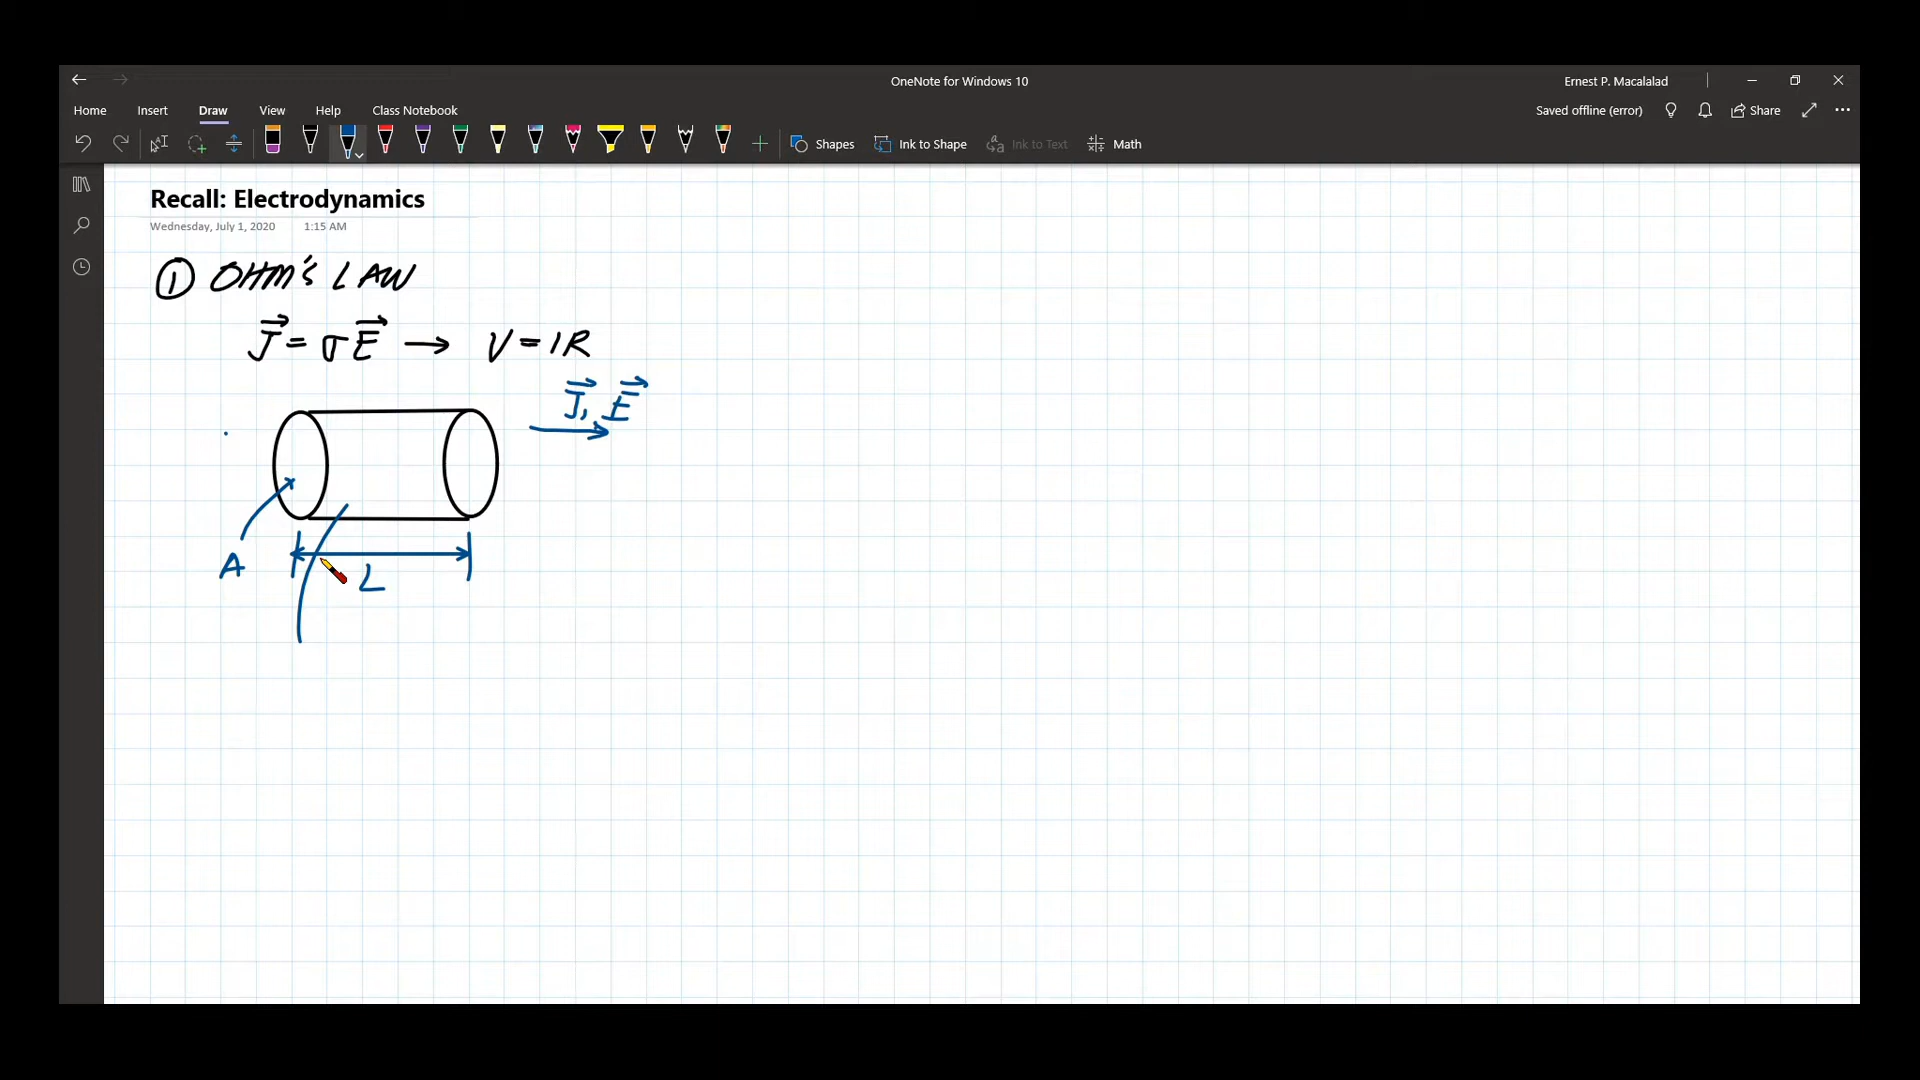 OneNote for Windows 10
Ernest P. Macalalad
Home Insert Draw View Help Class Notebook
Saved offline (error)
Share
Shapes
Ink to Shape
Ink to Text
Math
Recall: Electrodynamics
Wednesday, July 1, 2020 1:15 AM
① OHM'S LAW
J⃗ = σE⃗ → V = IR
J⃗, E⃗
A
L